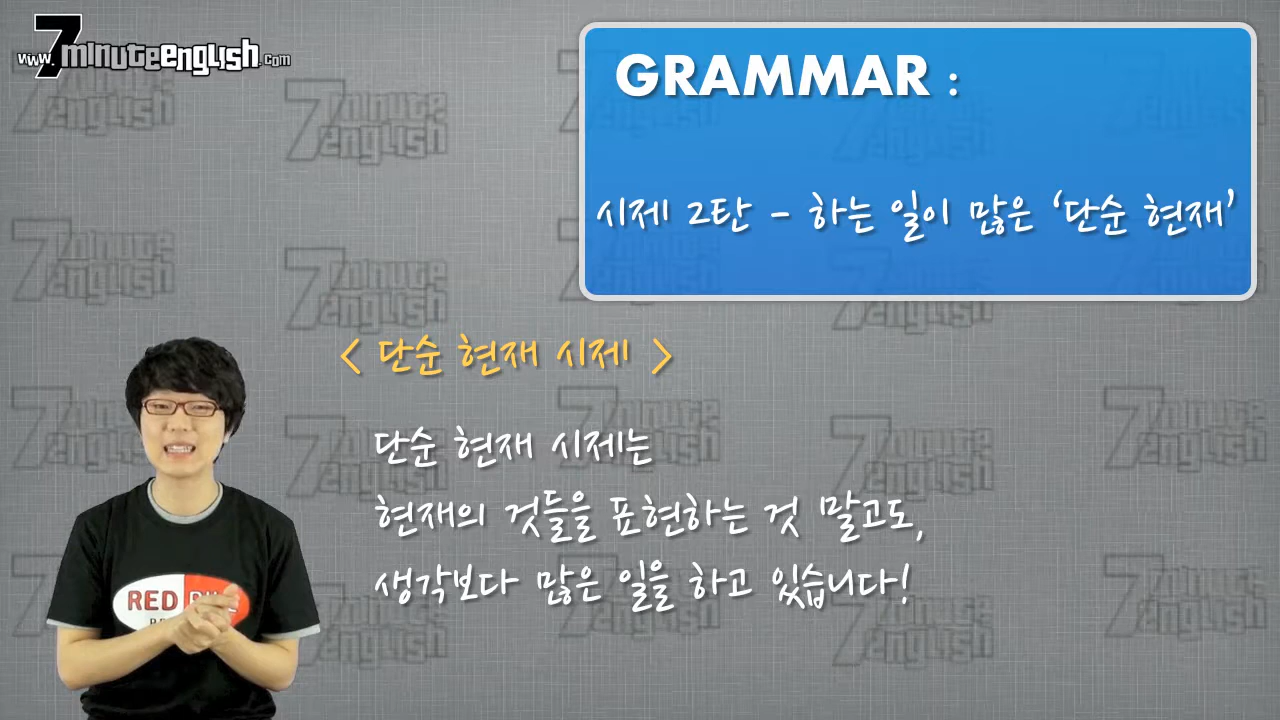 www.7minuteenglish.com
GRAMMAR :
시제 2탄 - 하는 일이 많은 ‘단순 현재’
< 단순 현재 시제 >
단순 현재 시제는
현재의 것들을 표현하는 것 말고도,
생각보다 많은 일을 하고 있습니다!
RED